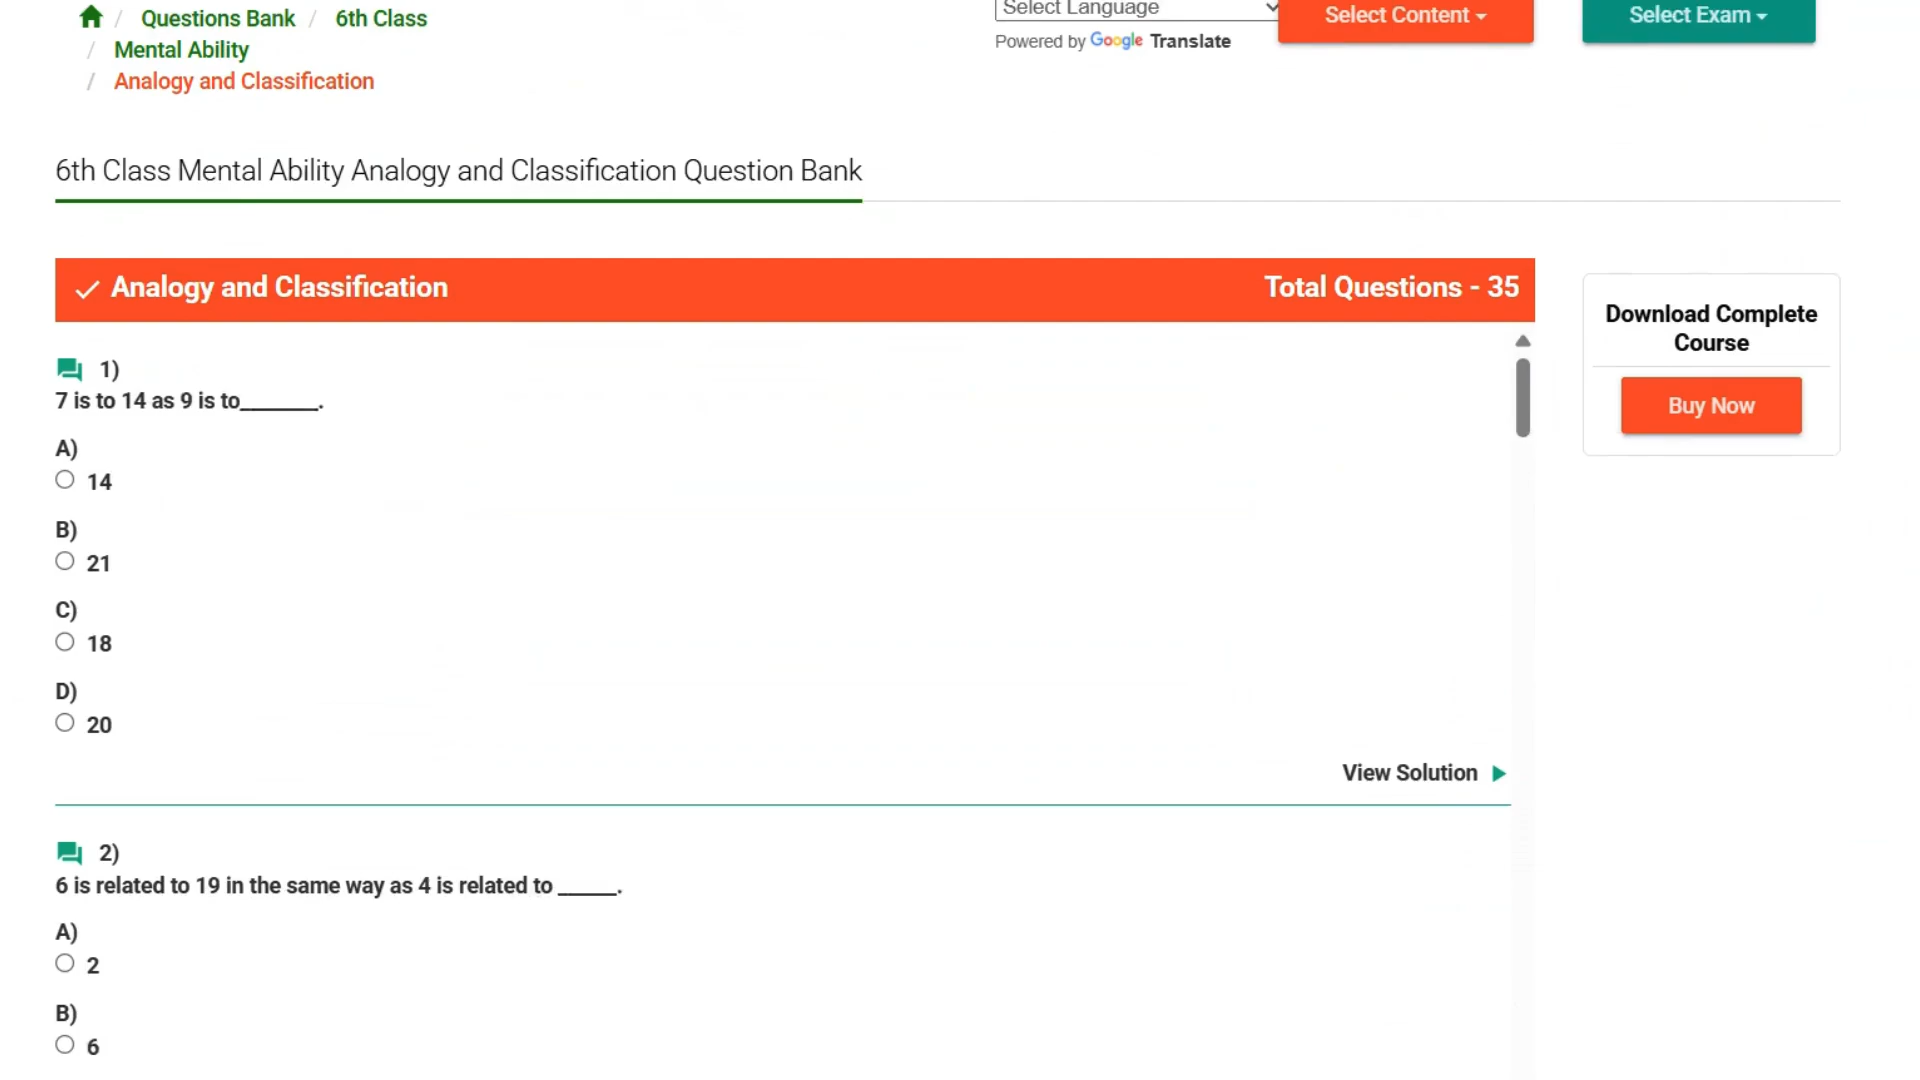 / Questions Bank / 6th Class
/ Mental Ability
/ Analogy and Classification
Select Language
Powered by Google Translate
Select Content
Select Exam
6th Class Mental Ability Analogy and Classification Question Bank
Analogy and Classification
Total Questions - 35
Download Complete
Course
Buy Now
1)
7 is to 14 as 9 is to_______.
A)
14
B)
21
C)
18
D)
20
View Solution
2)
6 is related to 19 in the same way as 4 is related to _____.
A)
2
B)
6